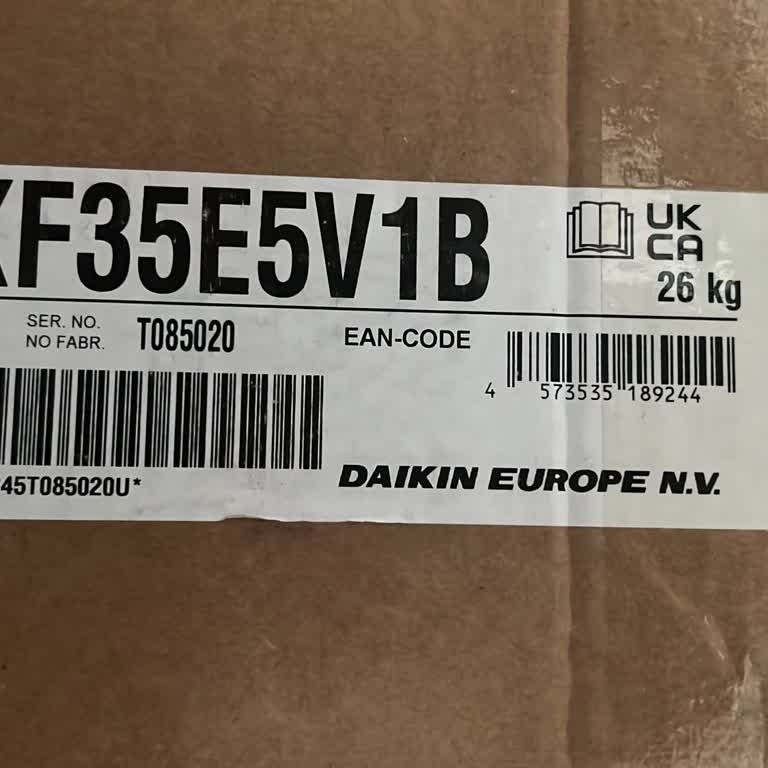 XF35E5V1B
UK
CA
26 kg
SER. NO.
NO FABR.
T085020
EAN-CODE
4 573535 189244
45T085020U*
DAIKIN EUROPE N.V.